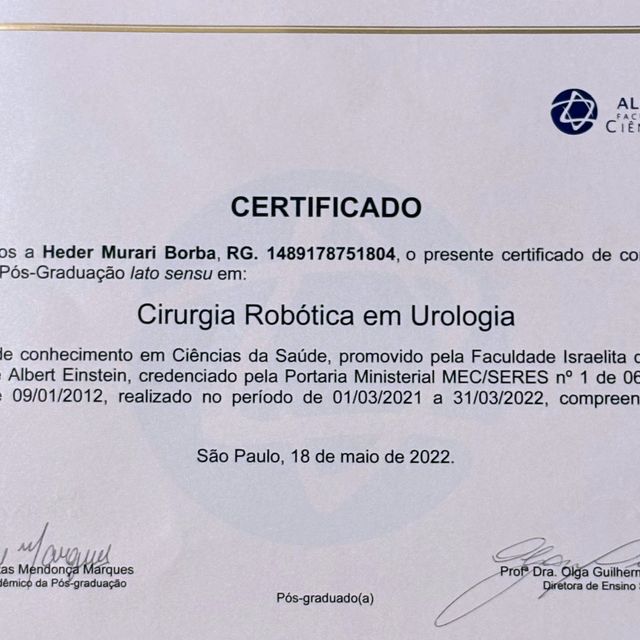 AL
FAC
CIÊN
CERTIFICADO
os a Heder Murari Borba, RG. 1489178751804, o presente certificado de co
Pós-Graduação lato sensu em:
Cirurgia Robótica em Urologia
de conhecimento em Ciências da Saúde, promovido pela Faculdade Israelita
Albert Einstein, credenciado pela Portaria Ministerial MEC/SERES nº 1 de 06
09/01/2012, realizado no período de 01/03/2021 a 31/03/2022, compreen
São Paulo, 18 de maio de 2022.
Marques
as Mendonça Marques
Profª Dra. Olga Guilherm
dêmico da Pós-graduação
Diretora de Ensino S
Pós-graduado(a)